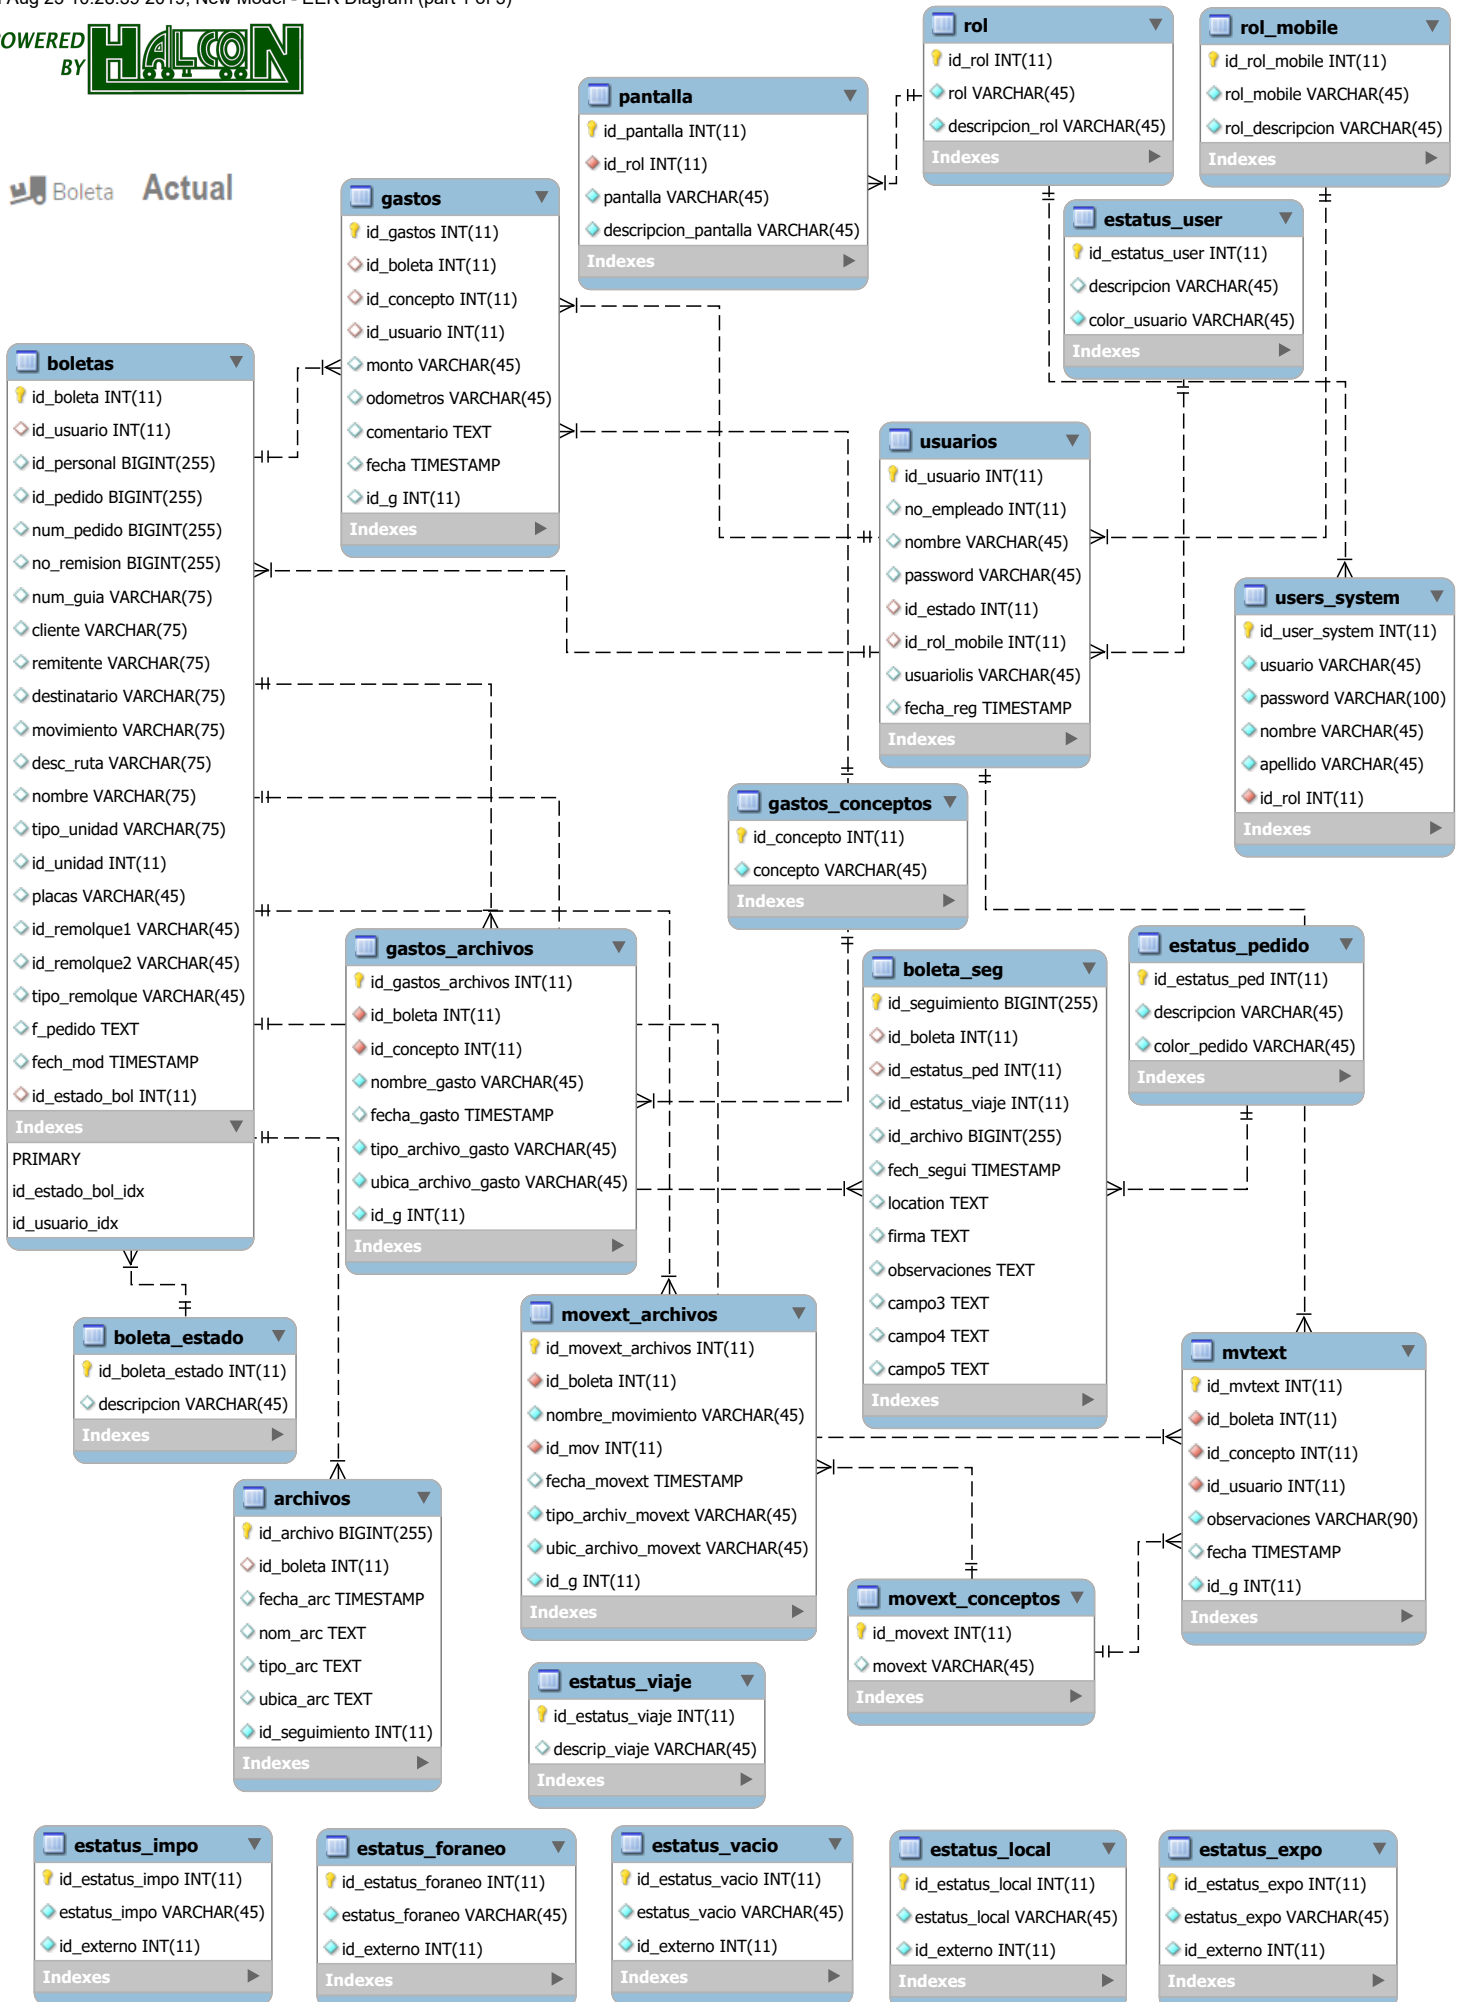 Aug 23 10:28:39 2019, New Model - EER Diagram (part 1 of 3)
POWERED
BY HALCON
Boleta Actual
rol
id_rol INT(11)
rol VARCHAR(45)
descripcion_rol VARCHAR(45)
Indexes
rol_mobile
id_rol_mobile INT(11)
rol_mobile VARCHAR(45)
rol_descripcion VARCHAR(45)
Indexes
pantalla
id_pantalla INT(11)
id_rol INT(11)
pantalla VARCHAR(45)
descripcion_pantalla VARCHAR(45)
Indexes
gastos
id_gastos INT(11)
id_boleta INT(11)
id_concepto INT(11)
id_usuario INT(11)
monto VARCHAR(45)
odometros VARCHAR(45)
comentario TEXT
fecha TIMESTAMP
id_g INT(11)
Indexes
estatus_user
id_estatus_user INT(11)
descripcion VARCHAR(45)
color_usuario VARCHAR(45)
Indexes
boletas
id_boleta INT(11)
id_usuario INT(11)
id_personal BIGINT(255)
id_pedido BIGINT(255)
num_pedido BIGINT(255)
no_remision BIGINT(255)
num_guia VARCHAR(75)
cliente VARCHAR(75)
remitente VARCHAR(75)
destinatario VARCHAR(75)
movimiento VARCHAR(75)
desc_ruta VARCHAR(75)
nombre VARCHAR(75)
tipo_unidad VARCHAR(75)
id_unidad INT(11)
placas VARCHAR(45)
id_remolque1 VARCHAR(45)
id_remolque2 VARCHAR(45)
tipo_remolque VARCHAR(45)
f_pedido TEXT
fech_mod TIMESTAMP
id_estado_bol INT(11)
Indexes
PRIMARY
id_estado_bol_idx
id_usuario_idx
usuarios
id_usuario INT(11)
no_empleado INT(11)
nombre VARCHAR(45)
password VARCHAR(45)
id_estado INT(11)
id_rol_mobile INT(11)
usuariolis VARCHAR(45)
fecha_reg TIMESTAMP
Indexes
users_system
id_user_system INT(11)
usuario VARCHAR(45)
password VARCHAR(100)
nombre VARCHAR(45)
apellido VARCHAR(45)
id_rol INT(11)
Indexes
gastos_conceptos
id_concepto INT(11)
concepto VARCHAR(45)
Indexes
gastos_archivos
id_gastos_archivos INT(11)
id_boleta INT(11)
id_concepto INT(11)
nombre_gasto VARCHAR(45)
fecha_gasto TIMESTAMP
tipo_archivo_gasto VARCHAR(45)
ubica_archivo_gasto VARCHAR(45)
id_g INT(11)
Indexes
boleta_seg
id_seguimiento BIGINT(255)
id_boleta INT(11)
id_estatus_ped INT(11)
id_estatus_viaje INT(11)
id_archivo BIGINT(255)
fech_segui TIMESTAMP
location TEXT
firma TEXT
observaciones TEXT
campo3 TEXT
campo4 TEXT
campo5 TEXT
Indexes
estatus_pedido
id_estatus_ped INT(11)
descripcion VARCHAR(45)
color_pedido VARCHAR(45)
Indexes
boleta_estado
id_boleta_estado INT(11)
descripcion VARCHAR(45)
Indexes
movext_archivos
id_movext_archivos INT(11)
id_boleta INT(11)
nombre_movimiento VARCHAR(45)
id_mov INT(11)
fecha_movext TIMESTAMP
tipo_archiv_movext VARCHAR(45)
ubic_archivo_movext VARCHAR(45)
id_g INT(11)
Indexes
mvtext
id_mvtext INT(11)
id_boleta INT(11)
id_concepto INT(11)
id_usuario INT(11)
observaciones VARCHAR(90)
fecha TIMESTAMP
id_g INT(11)
Indexes
archivos
id_archivo BIGINT(255)
id_boleta INT(11)
fecha_arc TIMESTAMP
nom_arc TEXT
tipo_arc TEXT
ubica_arc TEXT
id_seguimiento INT(11)
Indexes
movext_conceptos
id_movext INT(11)
movext VARCHAR(45)
Indexes
estatus_viaje
id_estatus_viaje INT(11)
descrip_viaje VARCHAR(45)
Indexes
estatus_impo
id_estatus_impo INT(11)
estatus_impo VARCHAR(45)
id_externo INT(11)
Indexes
estatus_foraneo
id_estatus_foraneo INT(11)
estatus_foraneo VARCHAR(45)
id_externo INT(11)
Indexes
estatus_vacio
id_estatus_vacio INT(11)
estatus_vacio VARCHAR(45)
id_externo INT(11)
Indexes
estatus_local
id_estatus_local INT(11)
estatus_local VARCHAR(45)
id_externo INT(11)
Indexes
estatus_expo
id_estatus_expo INT(11)
estatus_expo VARCHAR(45)
id_externo INT(11)
Indexes